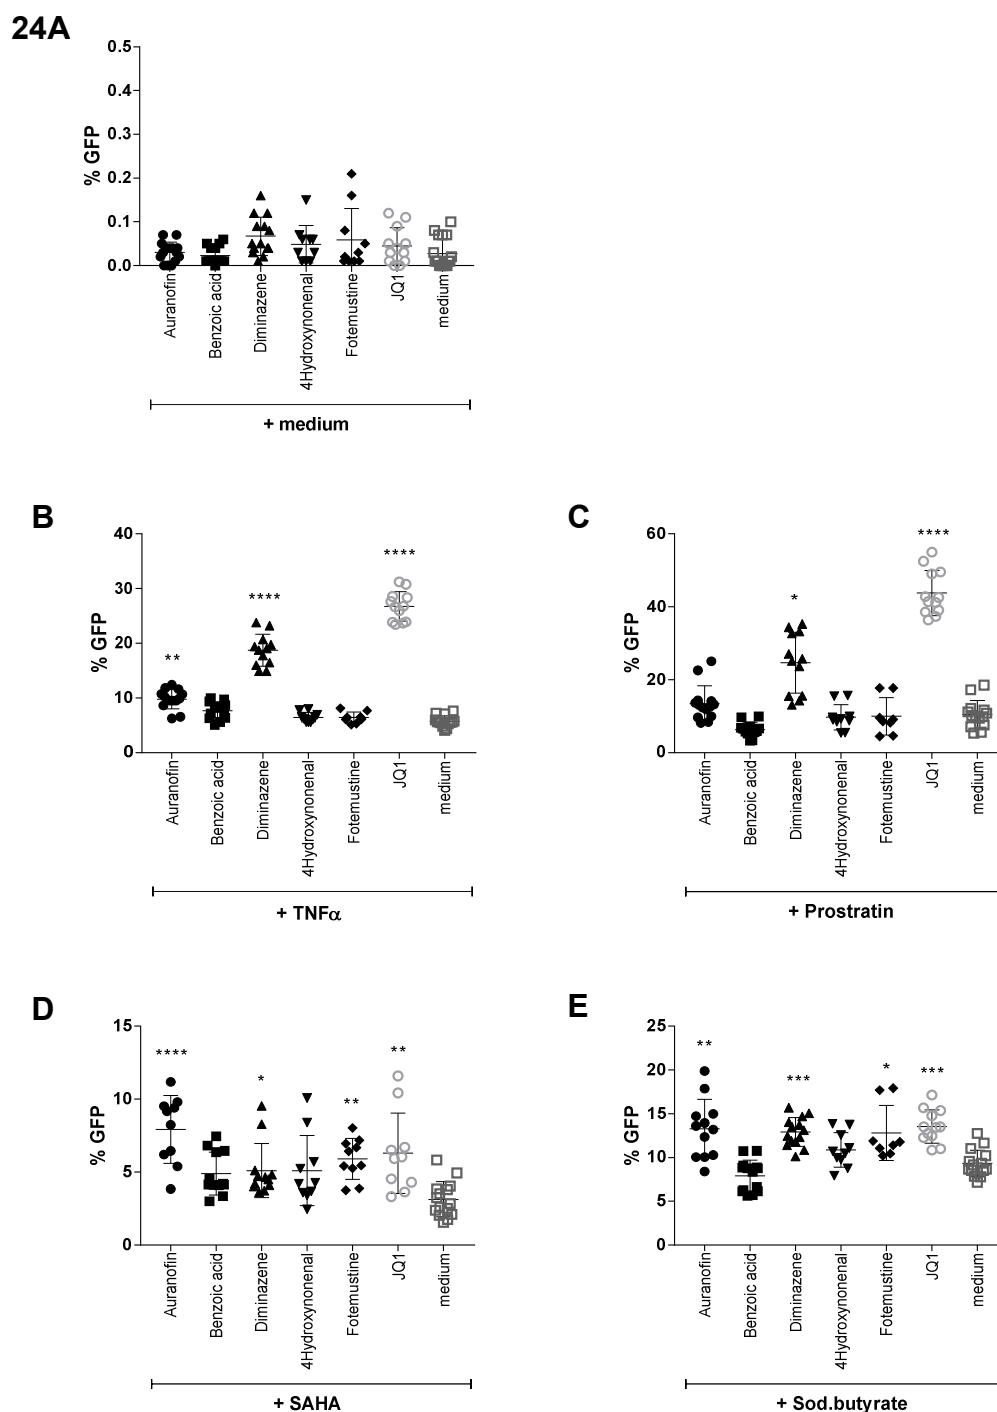 24A
% GFP
0.5
0.4
0.3
0.2
0.1
0.0
Auranofin
Benzoic acid
Diminazene
4Hydroxynonenal
Fotemustine
JQ1
medium
+ medium
B
% GFP
40
30
20
10
0
**
****
****
Auranofin
Benzoic acid
Diminazene
4Hydroxynonenal
Fotemustine
JQ1
medium
+ TNFα
C
% GFP
60
40
20
0
*
****
Auranofin
Benzoic acid
Diminazene
4Hydroxynonenal
Fotemustine
JQ1
medium
+ Prostratin
D
% GFP
15
10
5
0
****
*
**
**
Auranofin
Benzoic acid
Diminazene
4Hydroxynonenal
Fotemustine
JQ1
medium
+ SAHA
E
% GFP
25
20
15
10
5
0
**
***
*
***
Auranofin
Benzoic acid
Diminazene
4Hydroxynonenal
Fotemustine
JQ1
medium
+ Sod.butyrate